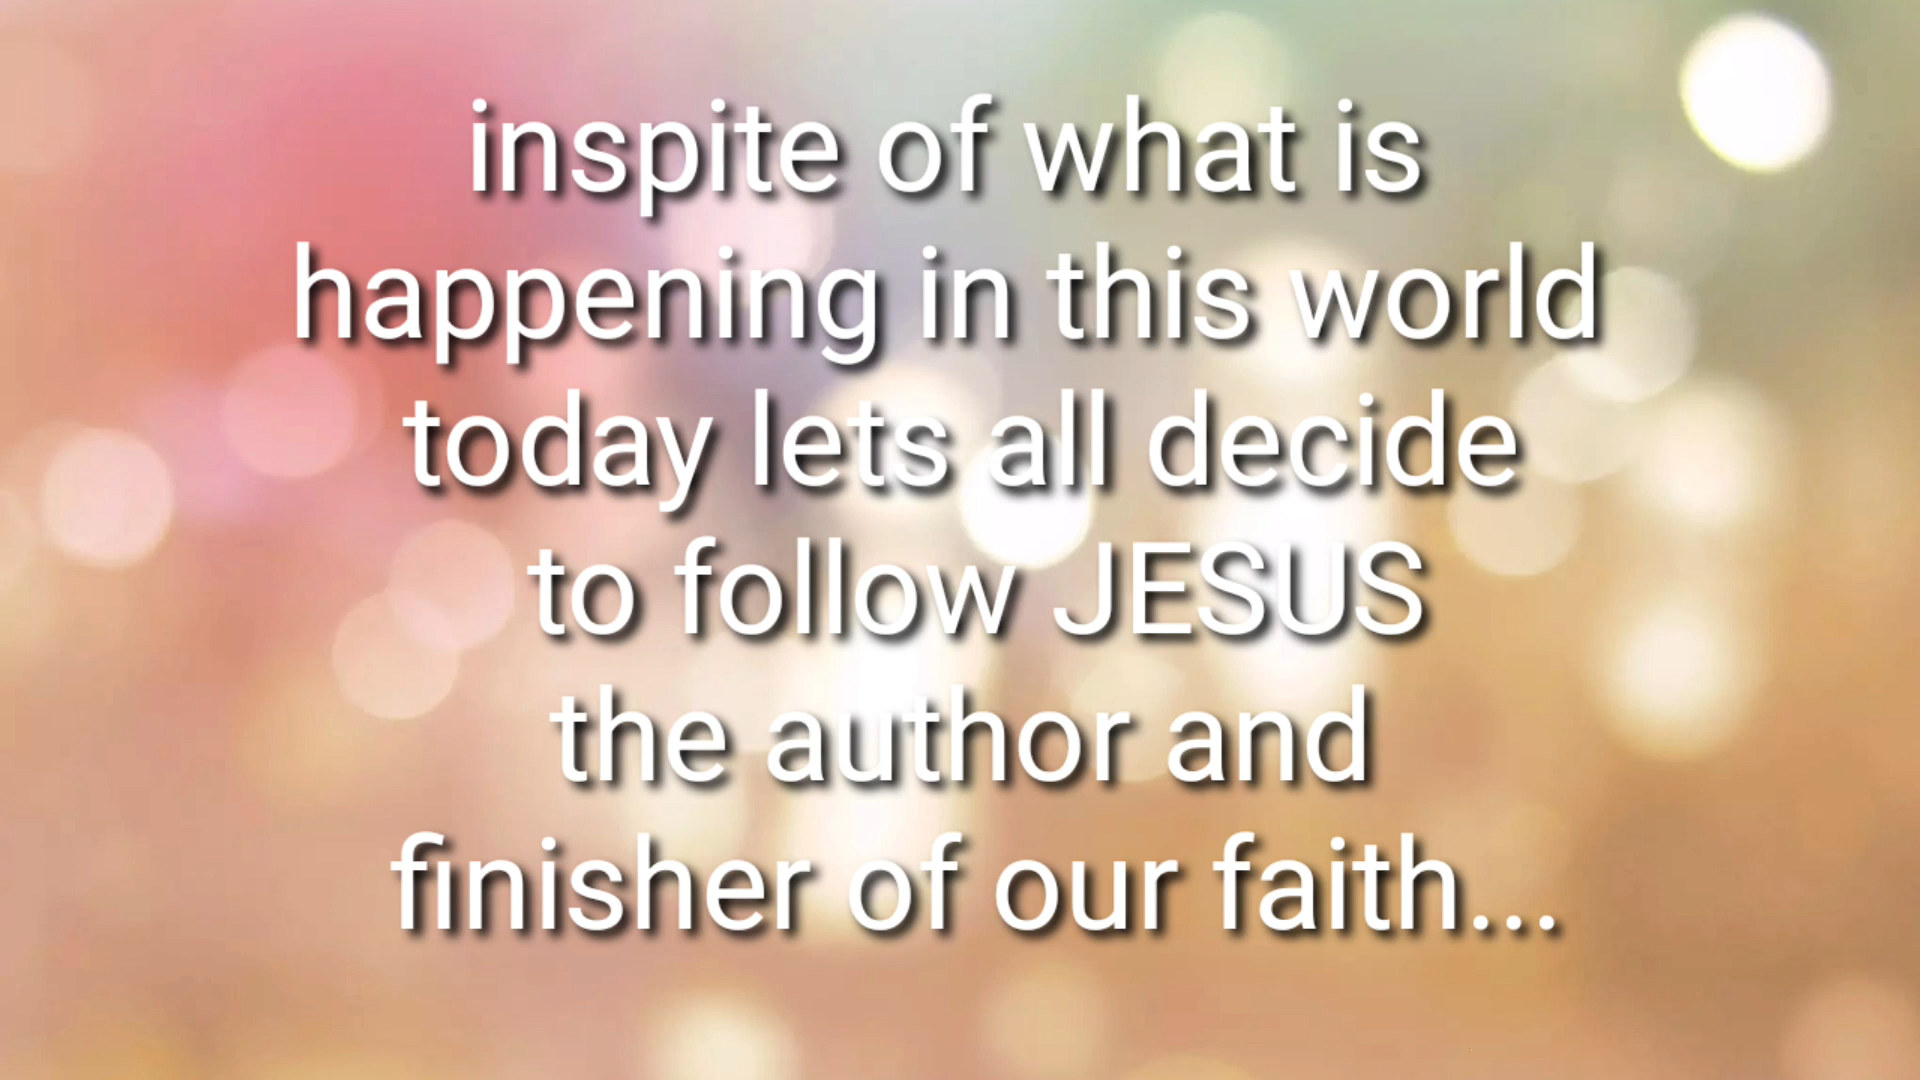 inspite of what is
happening in this world
today lets all decide
to follow JESUS
the author and
finisher of our faith...